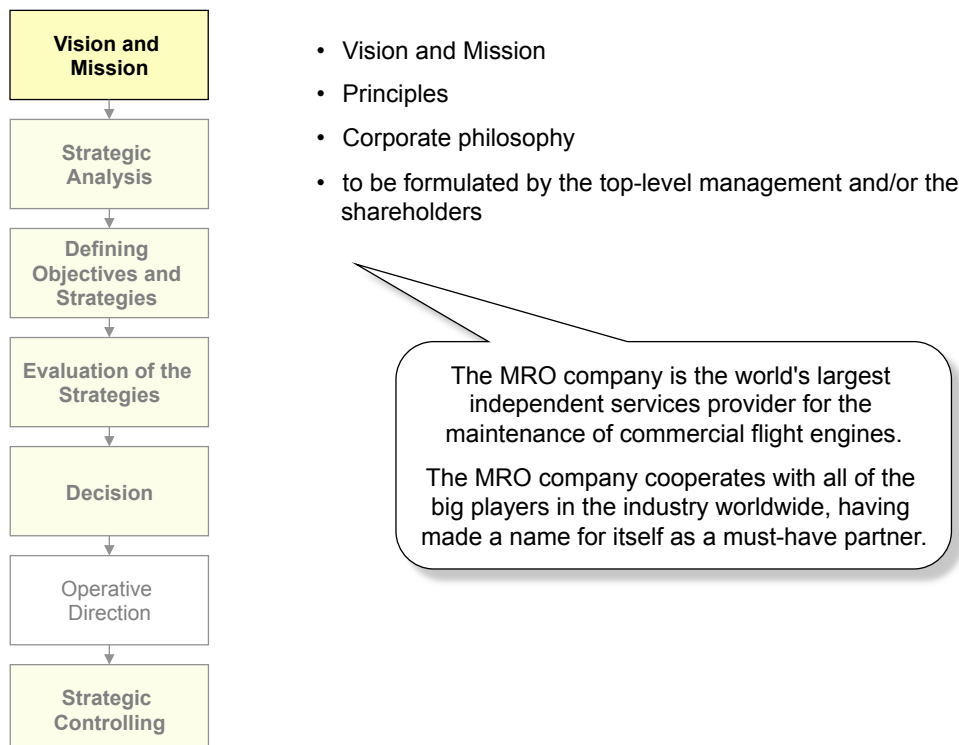 Vision and
Mission
Strategic
Analysis
Defining
Objectives and
Strategies
Evaluation of the
Strategies
Decision
Operative
Direction
Strategic
Controlling
• Vision and Mission
• Principles
• Corporate philosophy
• to be formulated by the top-level management and/or the
shareholders
The MRO company is the world's largest
independent services provider for the
maintenance of commercial flight engines.
The MRO company cooperates with all of the
big players in the industry worldwide, having
made a name for itself as a must-have partner.